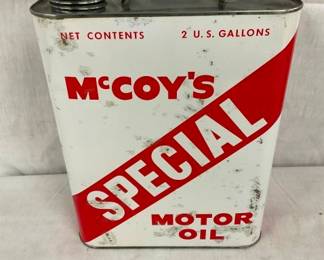 NET CONTENTS 2 U.S. GALLONS
McCOY'S
SPECIAL
MOTOR
OIL